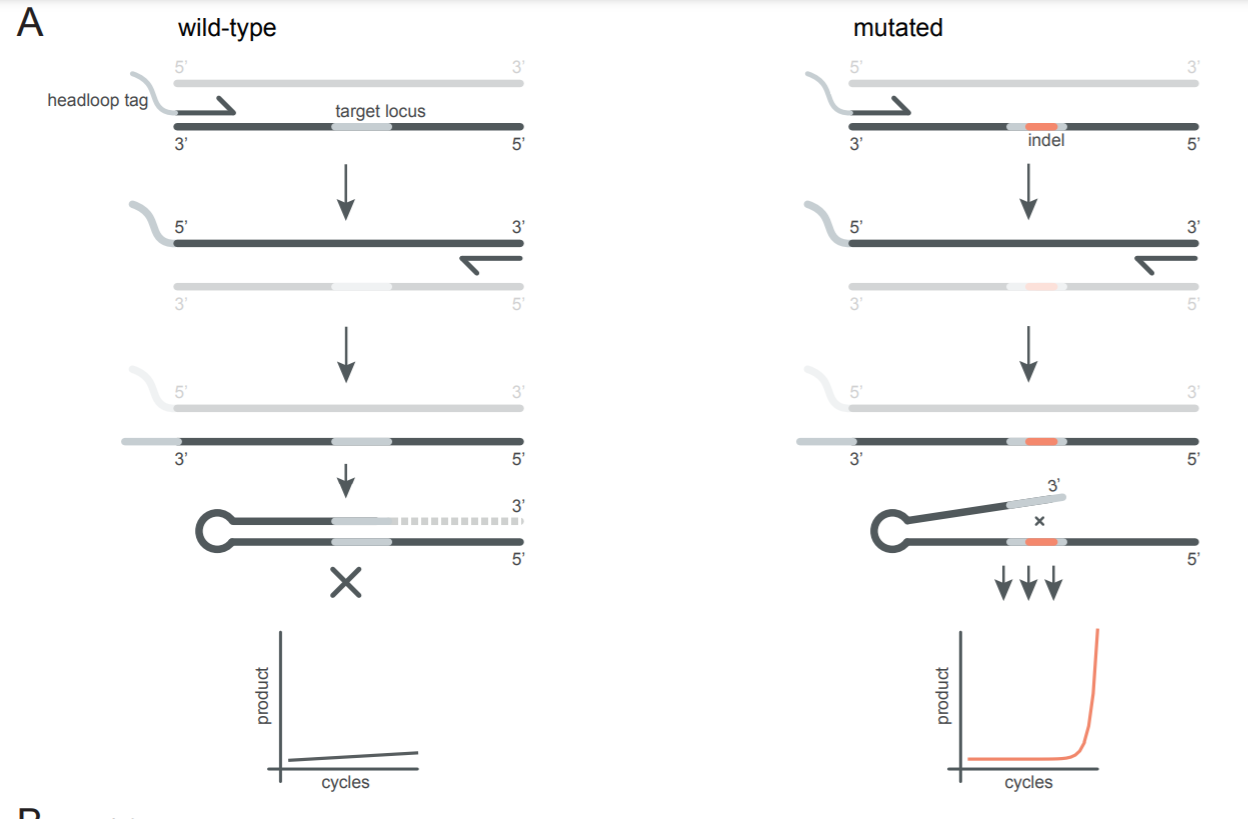 A
wild-type
mutated
5’ 3’
5’ 3’
headloop tag
target locus
3’ 5’
3’ indel 5’
5’ 3’
5’ 3’
3’ 5’
3’ 5’
5’ 3’
5’ 3’
3’ 5’
3’ 5’
3’
5’
3’
5’
product
cycles
product
cycles
B